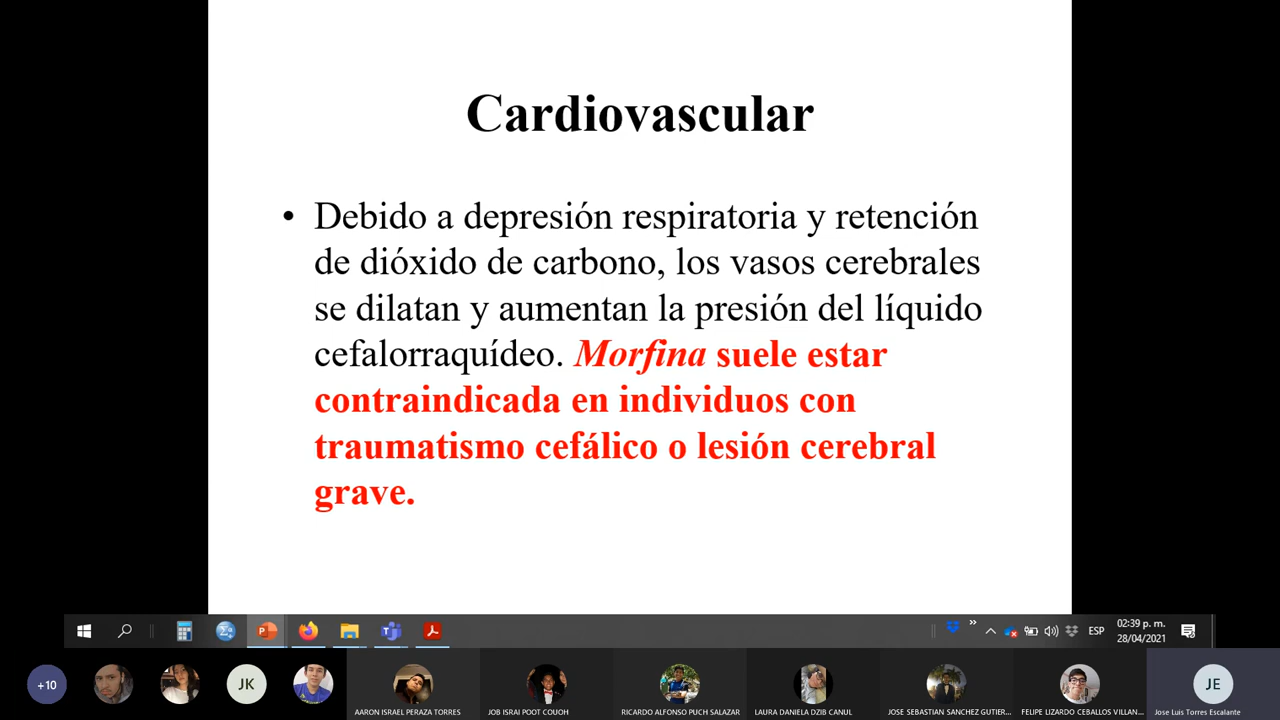 Cardiovascular
• Debido a depresión respiratoria y retención
de dióxido de carbono, los vasos cerebrales
se dilatan y aumentan la presión del líquido
cefalorraquídeo. Morfina suele estar
contraindicada en individuos con
traumatismo cefálico o lesión cerebral
grave.
ESP
02:39 p. m.
28/04/2021
+10
JK
JE
AARON ISRAEL PERAZA TORRES
JOB ISRAI POOT COUOH
RICARDO ALFONSO PUCH SALAZAR
LAURA DANIELA DZIB CANUL
JOSE SEBASTIAN SANCHEZ GUTIER...
FELIPE LIZARDO CEBALLOS VILLAN...
Jose Luis Torres Escalante